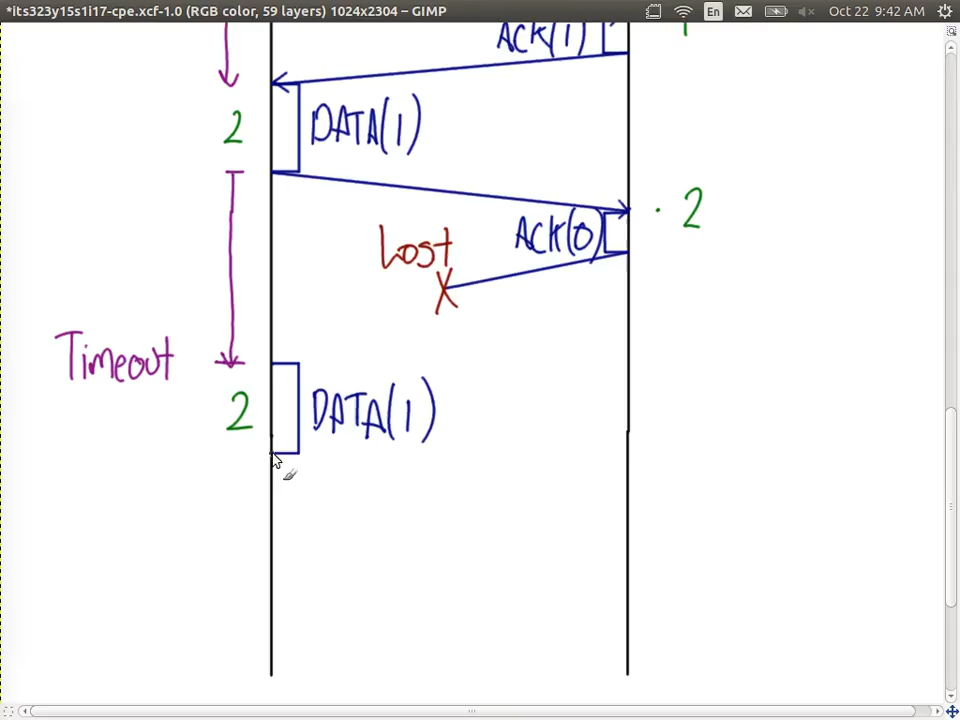 *its323y15s1i17-cpe.xcf-1.0 (RGB color, 59 layers) 1024x2304 – GIMP
En
Oct 22 9:42 AM
ACK(1)
2
DATA(1)
2
ACK(0)
Lost
X
Timeout
2
DATA(1)